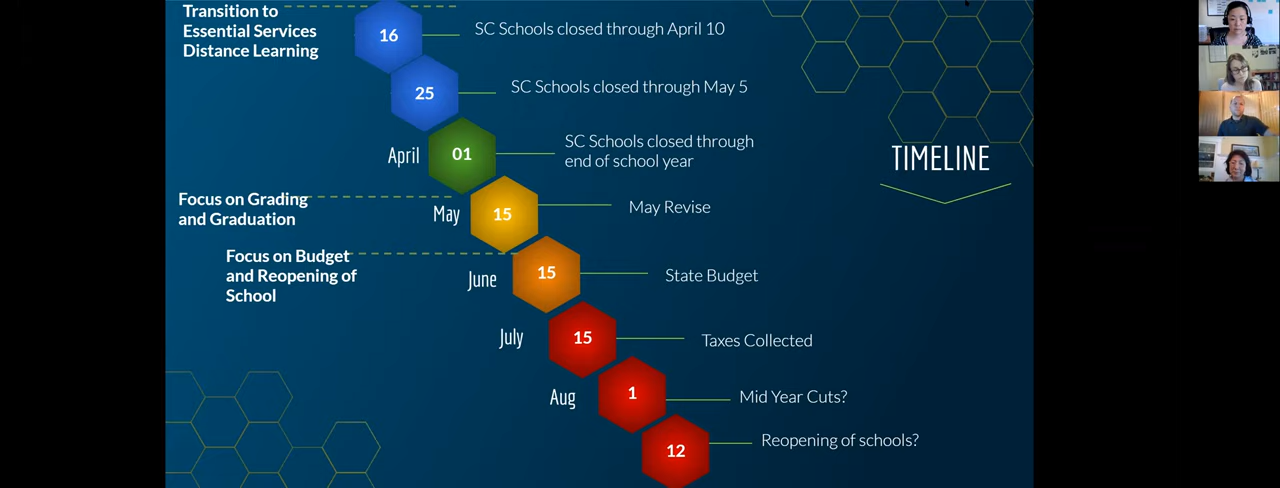 Transition to
Essential Services
Distance Learning
16
SC Schools closed through April 10
25
SC Schools closed through May 5
April
01
SC Schools closed through
end of school year
TIMELINE
Focus on Grading
and Graduation
May
15
May Revise
Focus on Budget
and Reopening of
School
June
15
State Budget
July
15
Taxes Collected
Aug
1
Mid Year Cuts?
12
Reopening of schools?